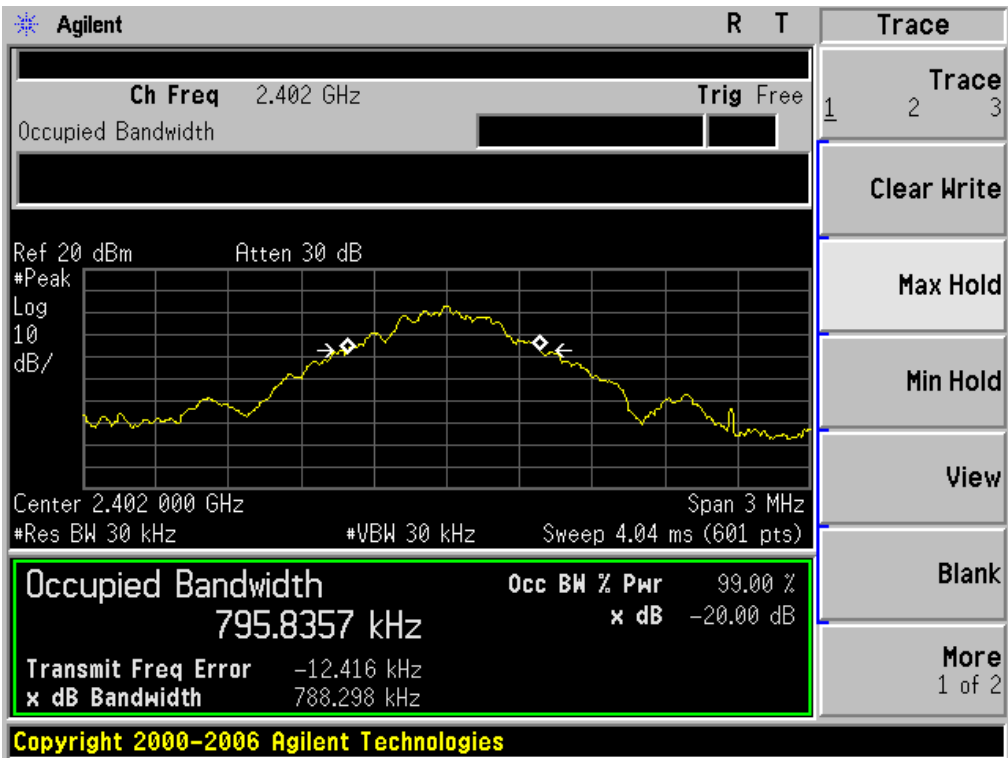 Agilent R T Trace
Ch Freq 2.402 GHz Trig Free
Occupied Bandwidth
Trace
1 2 3
Clear Write
Max Hold
Min Hold
View
Blank
More
1 of 2
Ref 20 dBm Atten 30 dB
#Peak
Log
10
dB/
Center 2.402 000 GHz Span 3 MHz
#Res BW 30 kHz #VBW 30 kHz Sweep 4.04 ms (601 pts)
Occupied Bandwidth Occ BW % Pwr 99.00 %
795.8357 kHz x dB -20.00 dB
Transmit Freq Error -12.416 kHz
x dB Bandwidth 788.298 kHz
Copyright 2000-2006 Agilent Technologies